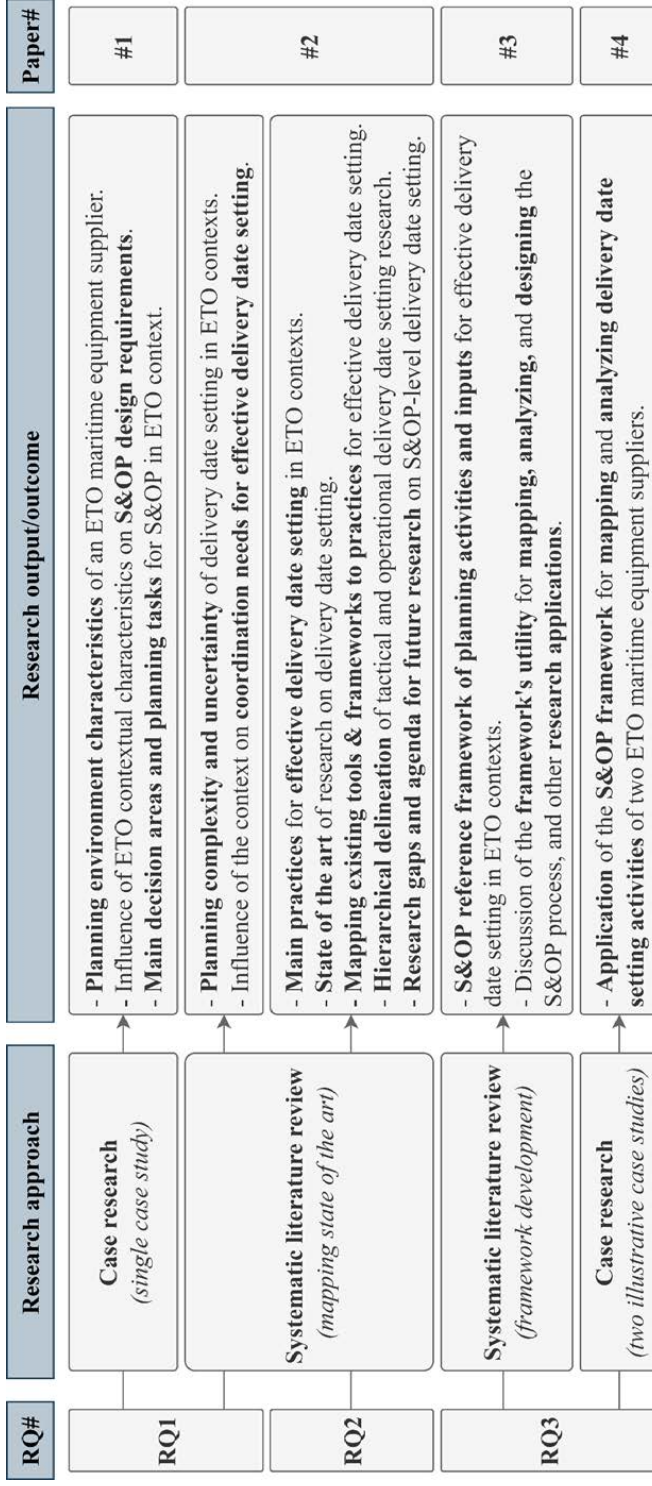 RQ#
Research approach
Research output/outcome
Paper#
RQ1
Case research
(single case study)
- Planning environment characteristics of an ETO maritime equipment supplier.
- Influence of ETO contextual characteristics on S&OP design requirements.
- Main decision areas and planning tasks for S&OP in ETO context.
#1
Systematic literature review
(mapping state of the art)
- Planning complexity and uncertainty of delivery date setting in ETO contexts.
- Influence of the context on coordination needs for effective delivery date setting.
#2
RQ2
- Main practices for effective delivery date setting in ETO contexts.
- State of the art of research on delivery date setting.
- Mapping existing tools & frameworks to practices for effective delivery date setting.
- Hierarchical delineation of tactical and operational delivery date setting research.
- Research gaps and agenda for future research on S&OP-level delivery date setting.
RQ3
Systematic literature review
(framework development)
- S&OP reference framework of planning activities and inputs for effective delivery
date setting in ETO contexts.
- Discussion of the framework's utility for mapping, analyzing, and designing the
S&OP process, and other research applications.
#3
Case research
(two illustrative case studies)
- Application of the S&OP framework for mapping and analyzing delivery date
setting activities of two ETO maritime equipment suppliers.
#4